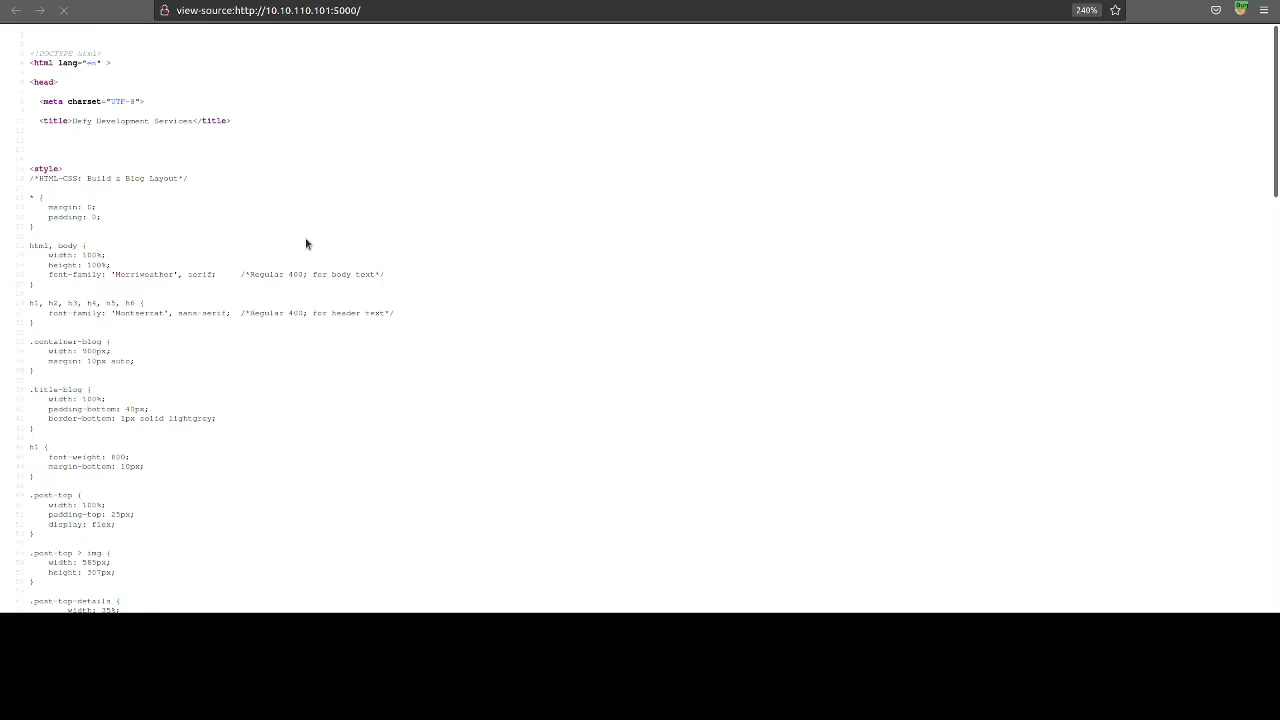 view-source:http://10.10.110.101:5000/
240%
<!DOCTYPE html>
<html lang="en" >
<head>
<meta charset="UTF-8">
<title>Defy Development Services</title>
<style>
/*HTML-CSS: Build a Blog Layout*/
* {
margin: 0;
padding: 0;
}
html, body {
width: 100%;
height: 100%;
font-family: 'Merriweather', serif; /*Regular 400; for body text*/
}
h1, h2, h3, h4, h5, h6 {
font-family: 'Montserrat', sans-serif; /*Regular 400; for header text*/
}
.container-blog {
width: 900px;
margin: 10px auto;
}
.title-blog {
width: 100%;
padding-bottom: 40px;
border-bottom: 1px solid lightgrey;
}
h1 {
font-weight: 800;
margin-bottom: 10px;
}
.post-top {
width: 100%;
padding-top: 25px;
display: flex;
}
.post-top > img {
width: 585px;
height: 307px;
}
.post-top-details {
width: 35%;